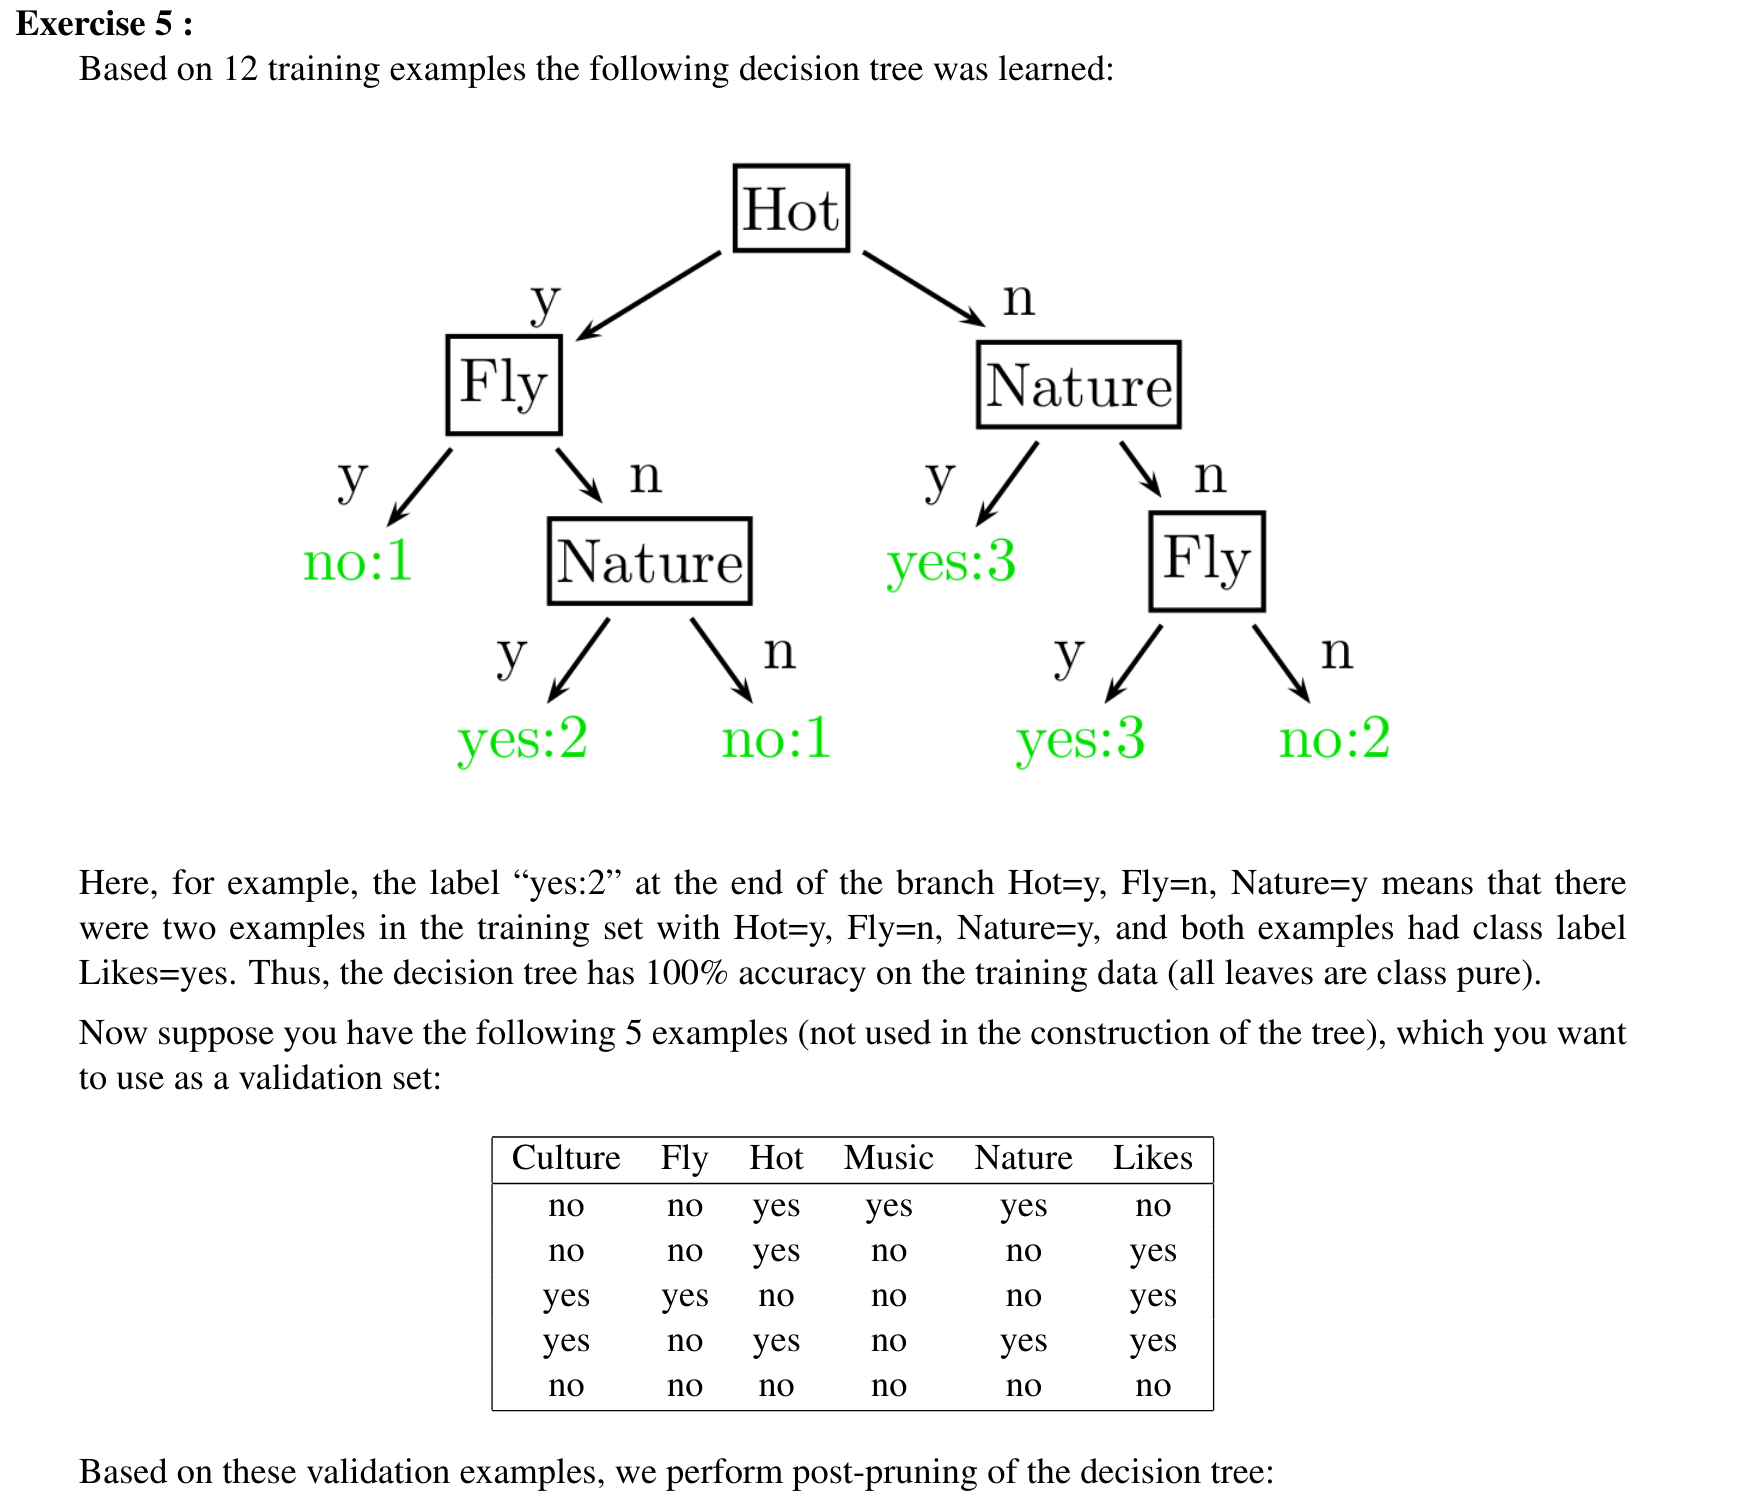 Exercise 5 :
Based on 12 training examples the following decision tree was learned:
Hot
y n
Fly Nature
y n y n
no:1 Nature yes:3 Fly
y n y n
yes:2 no:1 yes:3 no:2
Here, for example, the label “yes:2” at the end of the branch Hot=y, Fly=n, Nature=y means that there
were two examples in the training set with Hot=y, Fly=n, Nature=y, and both examples had class label
Likes=yes. Thus, the decision tree has 100% accuracy on the training data (all leaves are class pure).
Now suppose you have the following 5 examples (not used in the construction of the tree), which you want
to use as a validation set:
Culture Fly Hot Music Nature Likes
no no yes yes yes no
no no yes no no yes
yes yes no no no yes
yes no yes no yes yes
no no no no no no
Based on these validation examples, we perform post-pruning of the decision tree: